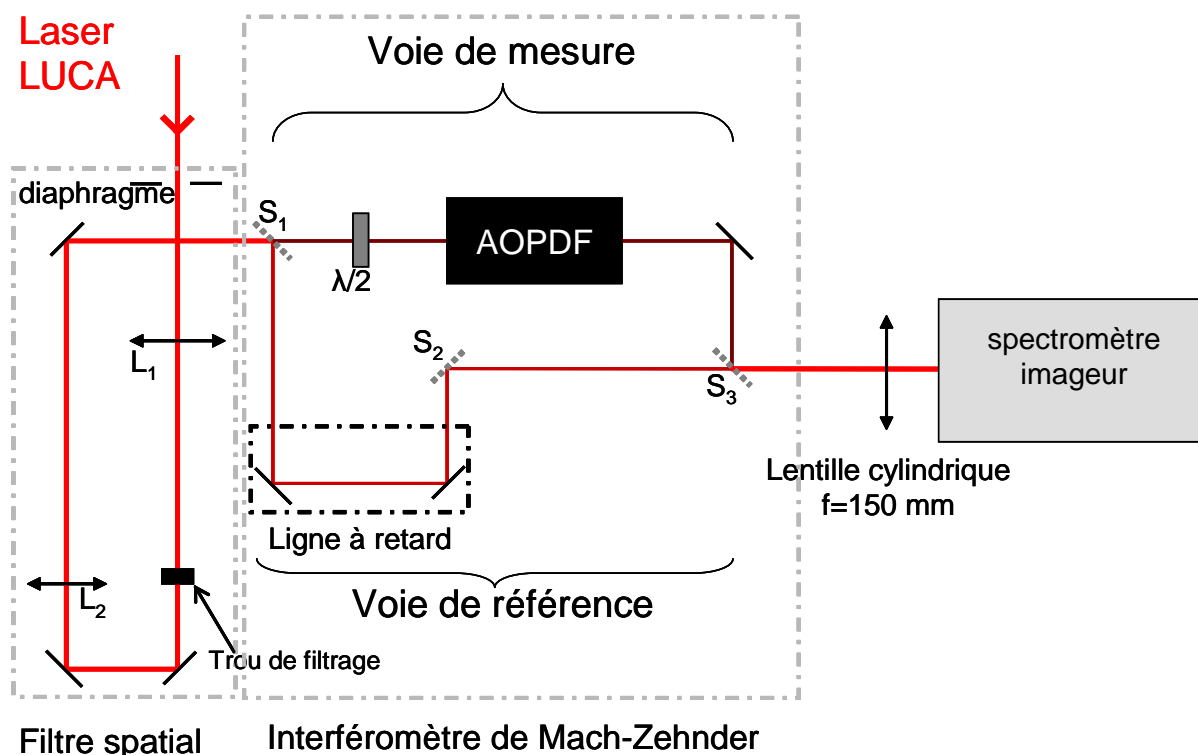 Laser
LUCA
Voie de mesure
diaphragme
S1
λ/2
AOPDF
L1
S2
S3
spectromètre
imageur
Lentille cylindrique
f=150 mm
Ligne à retard
L2
Voie de référence
Trou de filtrage
Filtre spatial
Interféromètre de Mach-Zehnder